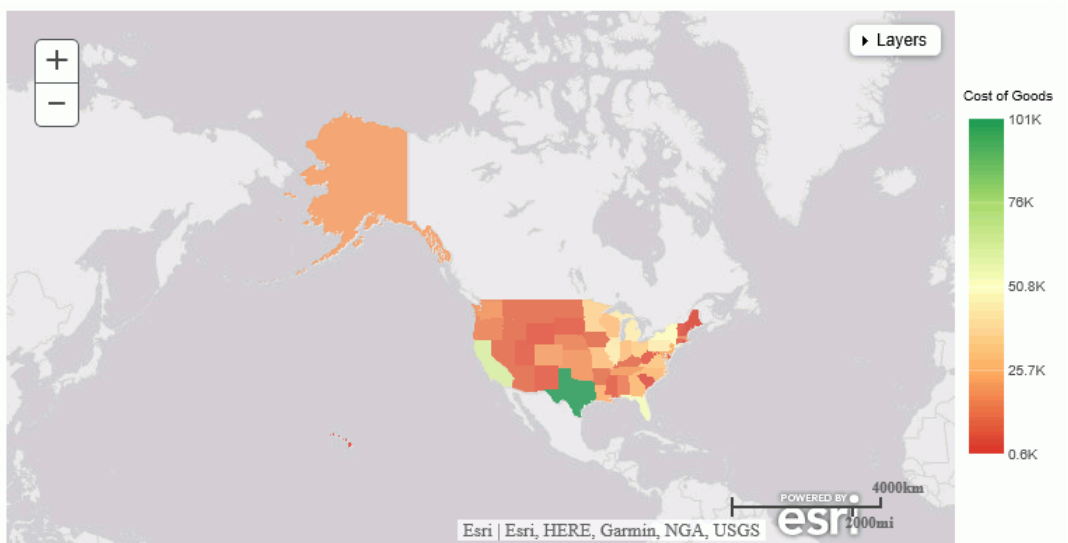 +
Layers
−
Cost of Goods
101K
76K
50.8K
25.7K
0.6K
4000km
POWERED BY
esri
2000mi
Esri | Esri, HERE, Garmin, NGA, USGS